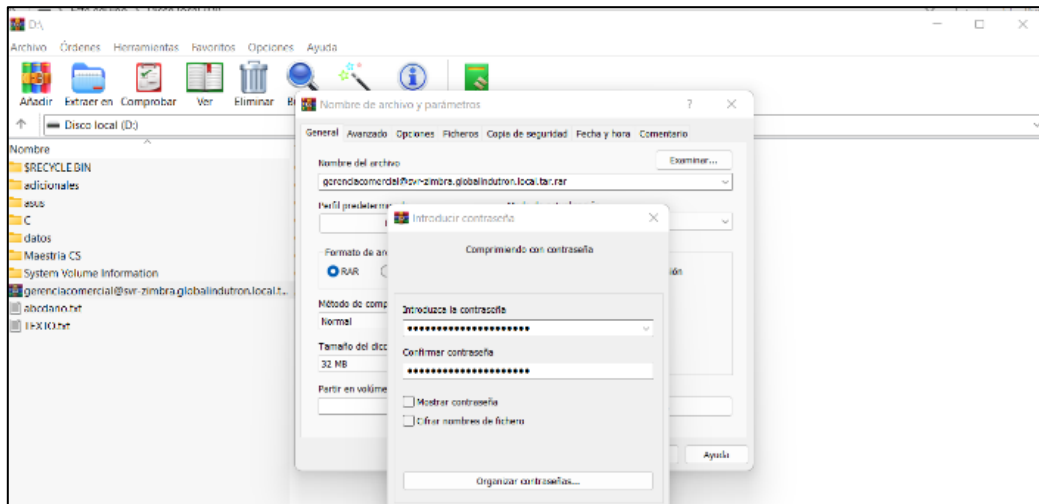 D:\
Archivo Órdenes Herramientas Favoritos Opciones Ayuda
Añadir Extraer en Comprobar Ver Eliminar
Nombre de archivo y parámetros
Disco local (D:)
General Avanzado Opciones Ficheros Copia de seguridad Fecha y hora Comentario
Nombre
$RECYCLE.BIN
adicionales
asus
C
datos
Maestria CS
System Volume Information
gerenciacomercial@svr-zimbra.globalindutron.local.t...
abcdario.txt
TEXTO.txt
Nombre del archivo
Examinar...
gerenciacomercial@svr-zimbra.globalindutron.local.tar.rar
Perfil predeterma
Formato de ar
RAR
ión
Método de comp
Normal
Tamaño del dicc
32 MB
Partir en volúme
Ayuda
Introducir contraseña
Comprimiendo con contraseña
Introduzca la contraseña
Confirmar contraseña
Mostrar contraseña
Cifrar nombres de fichero
Organizar contraseñas...